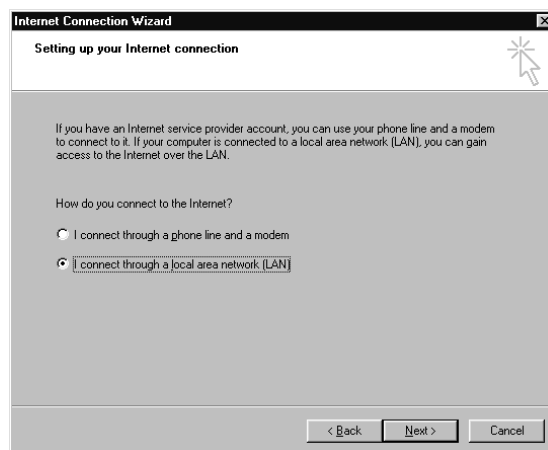 Internet Connection Wizard
Setting up your Internet connection
If you have an Internet service provider account, you can use your phone line and a modem
to connect to it. If your computer is connected to a local area network (LAN), you can gain
access to the Internet over the LAN.
How do you connect to the Internet?
I connect through a phone line and a modem
I connect through a local area network (LAN)
< Back Next > Cancel